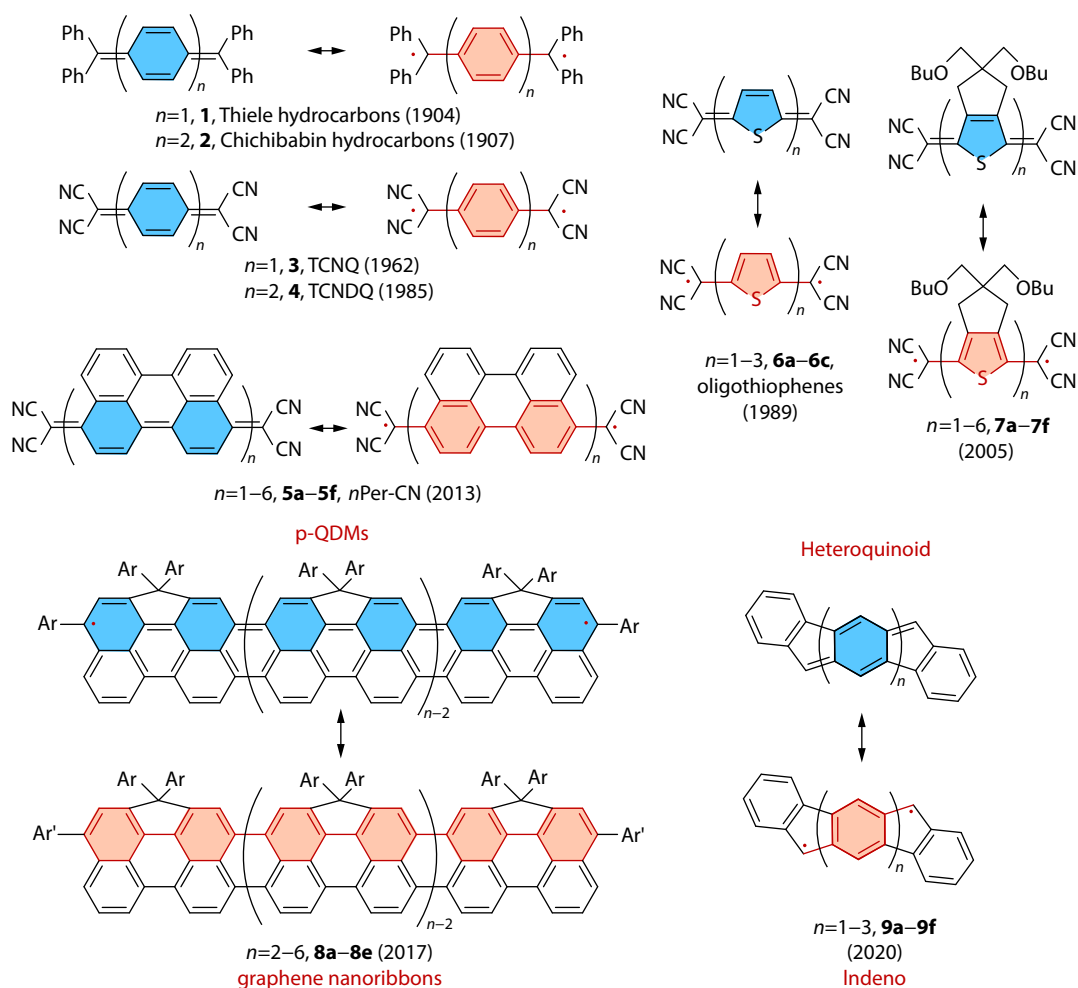 Ph
Ph
n
Ph
Ph
Ph
Ph
n
Ph
Ph
n=1, 1, Thiele hydrocarbons (1904)
n=2, 2, Chichibabin hydrocarbons (1907)
NC
NC
n
CN
CN
NC
NC
n
CN
CN
n=1, 3, TCNQ (1962)
n=2, 4, TCNDQ (1985)
NC
NC
S
n
CN
CN
NC
NC
S
n
CN
CN
n=1–3, 6a–6c,
oligothiophenes
(1989)
BuO
OBu
NC
NC
S
n
CN
CN
BuO
OBu
NC
NC
S
n
CN
CN
n=1–6, 7a–7f
(2005)
NC
NC
n
CN
CN
NC
NC
n
CN
CN
n=1–6, 5a–5f, nPer-CN (2013)
p-QDMs
Heteroquinoid
Ar
Ar
Ar
Ar
Ar
Ar
Ar
Ar
n–2
Ar
Ar
Ar
Ar
Ar
Ar
Ar'
Ar'
n–2
n=2–6, 8a–8e (2017)
graphene nanoribbons
n
n
n=1–3, 9a–9f
(2020)
Indeno